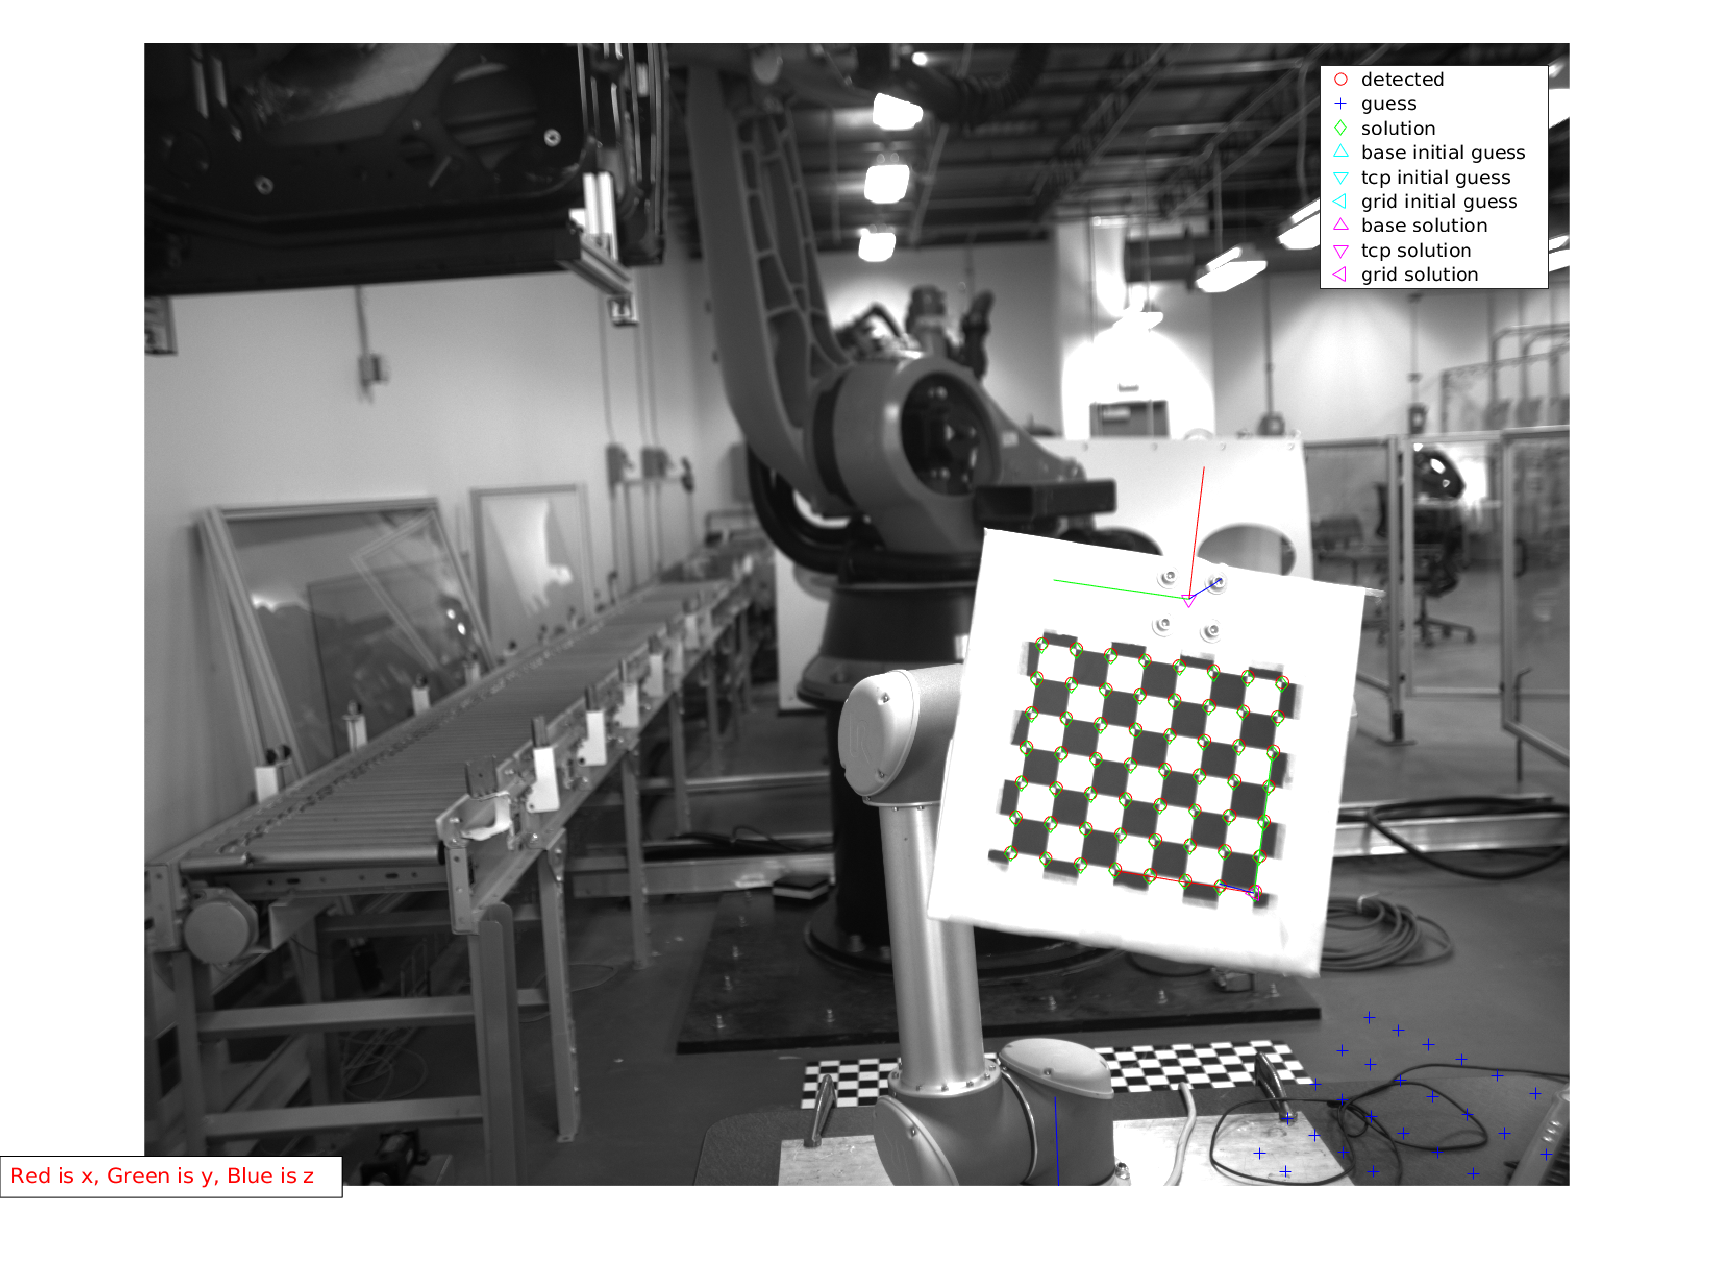 detected
guess
solution
base initial guess
tcp initial guess
grid initial guess
base solution
tcp solution
grid solution
Red is x, Green is y, Blue is z